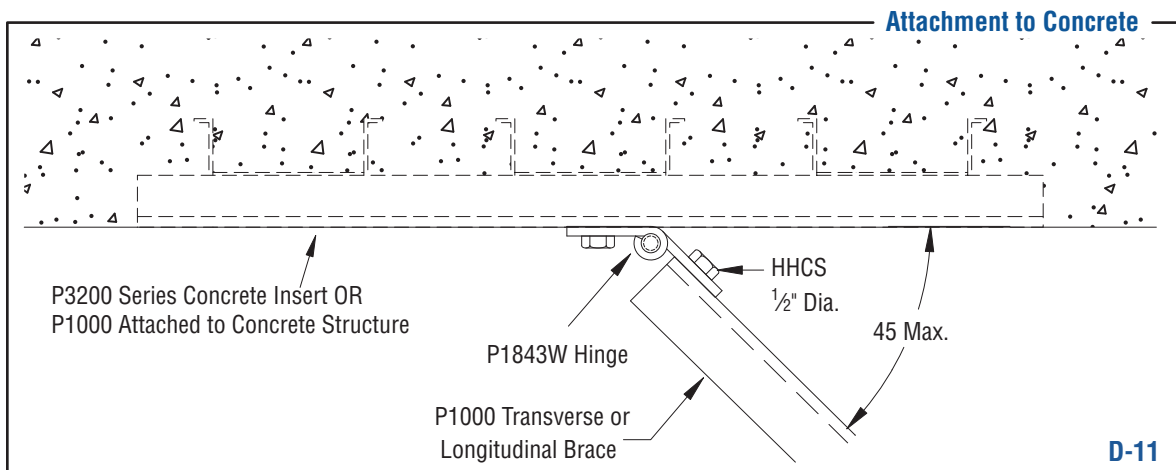 Attachment to Concrete
P3200 Series Concrete Insert OR
P1000 Attached to Concrete Structure
HHCS
½" Dia.
P1843W Hinge
45 Max.
P1000 Transverse or
Longitudinal Brace
D-11